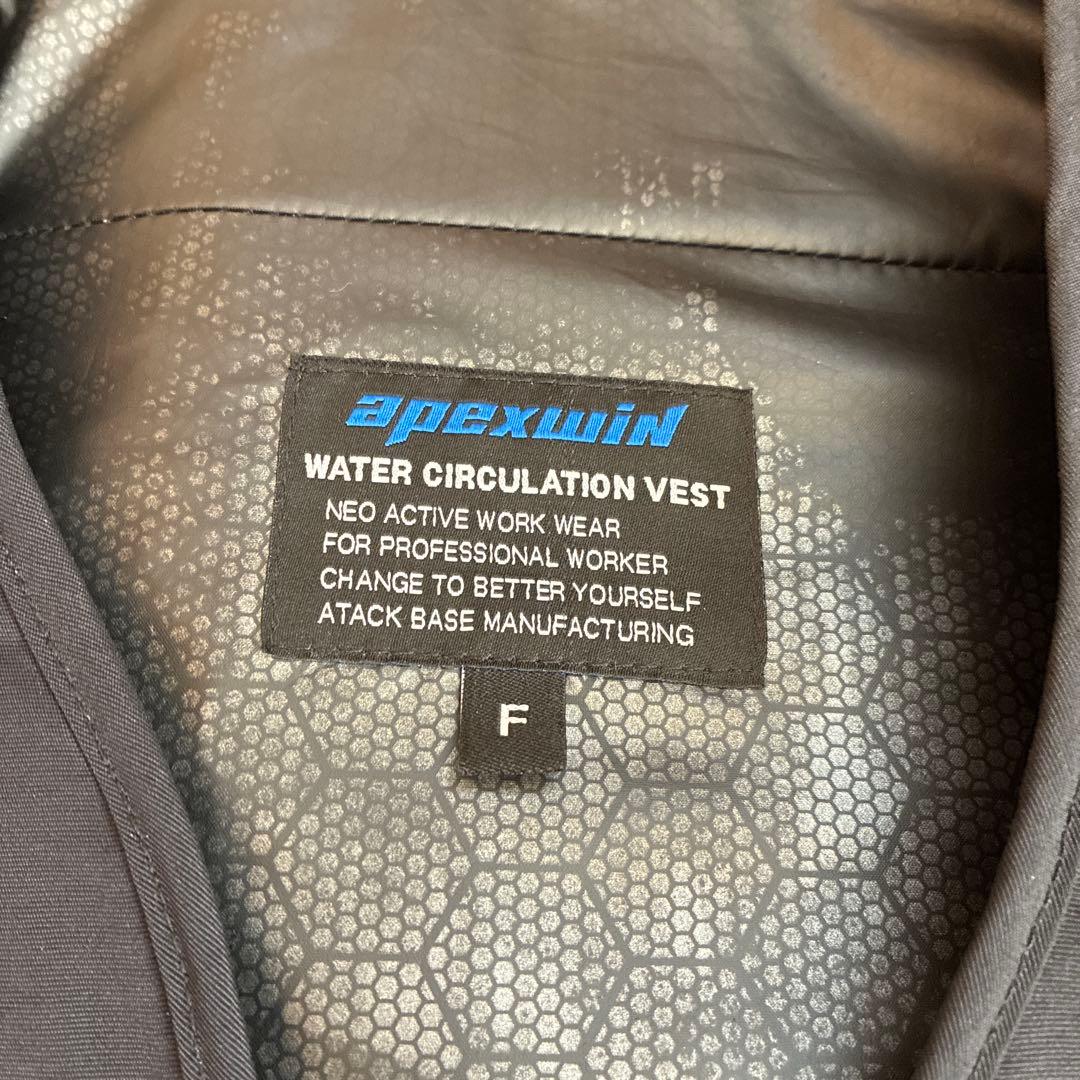 apexwin
WATER CIRCULATION VEST
NEO ACTIVE WORK WEAR
FOR PROFESSIONAL WORKER
CHANGE TO BETTER YOURSELF
ATACK BASE MANUFACTURING
F